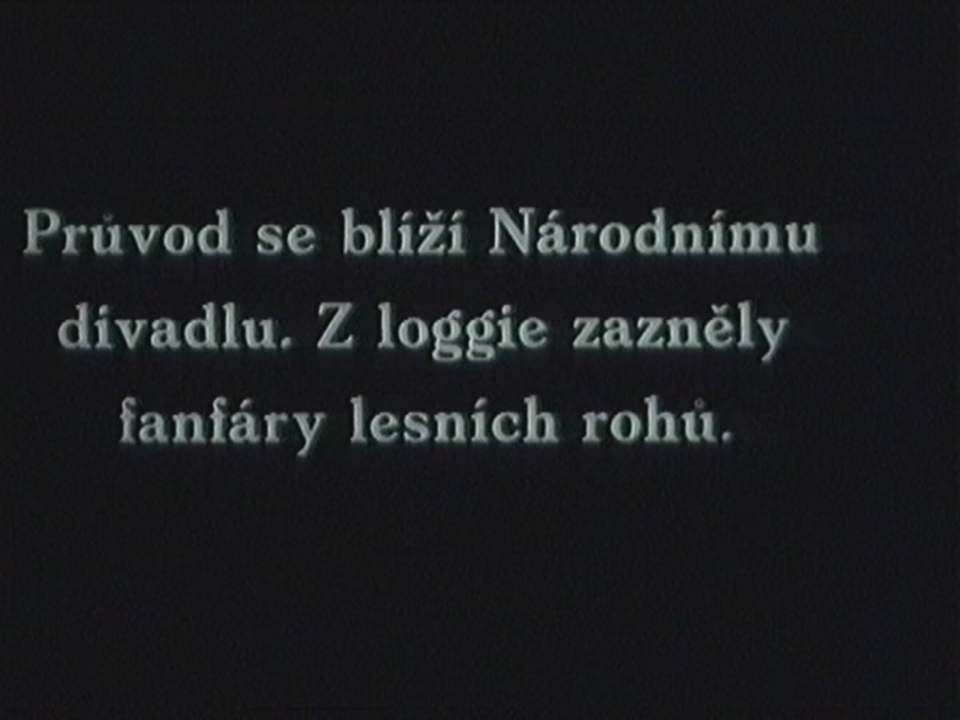 Průvod se blíží Národnímu
divadlu. Z loggie zazněly
fanfáry lesních rohů.